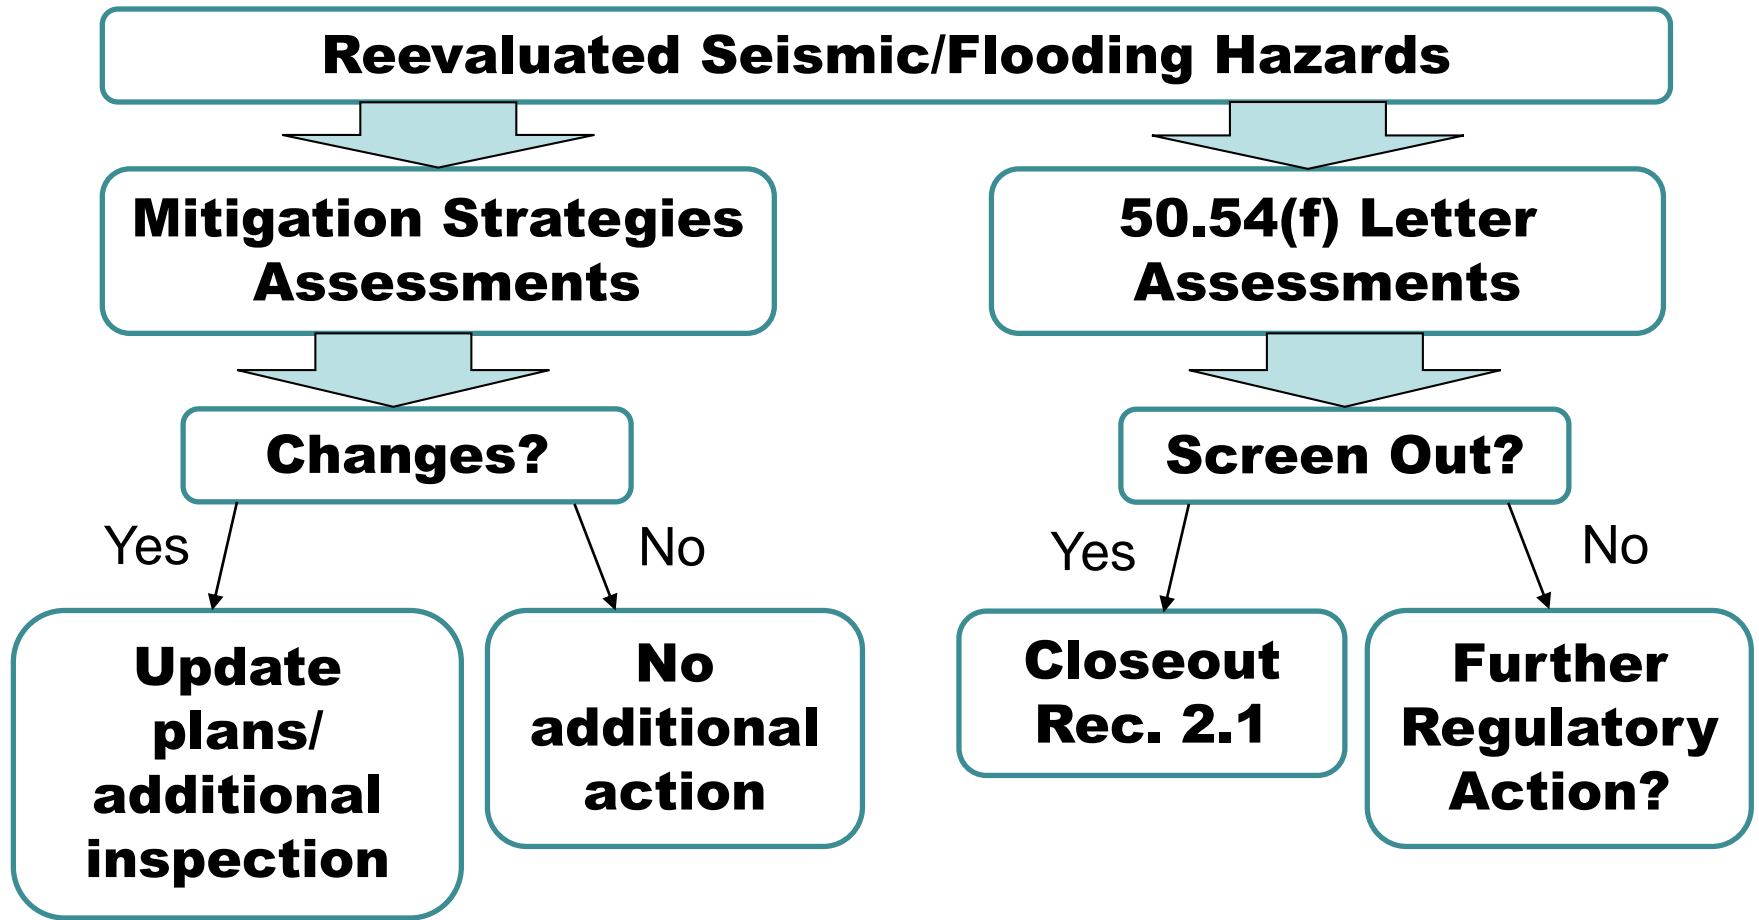 Reevaluated Seismic/Flooding Hazards
Mitigation Strategies
Assessments
50.54(f) Letter
Assessments
Changes?
Screen Out?
Yes
No
Yes
No
Update
plans/
additional
inspection
No
additional
action
Closeout
Rec. 2.1
Further
Regulatory
Action?